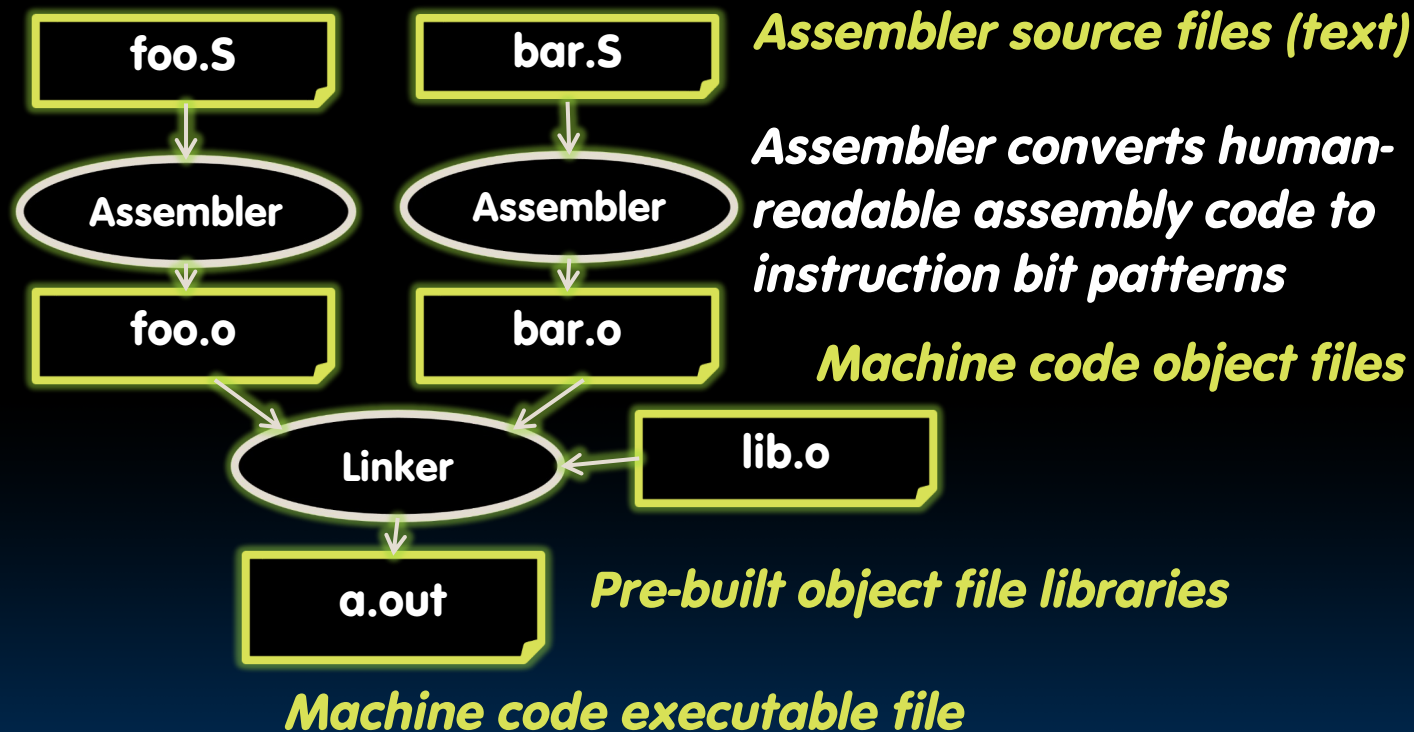 foo.S
bar.S
Assembler source files (text)
Assembler
Assembler
Assembler converts human-
readable assembly code to
instruction bit patterns
foo.o
bar.o
Machine code object files
Linker
lib.o
a.out
Pre-built object file libraries
Machine code executable file